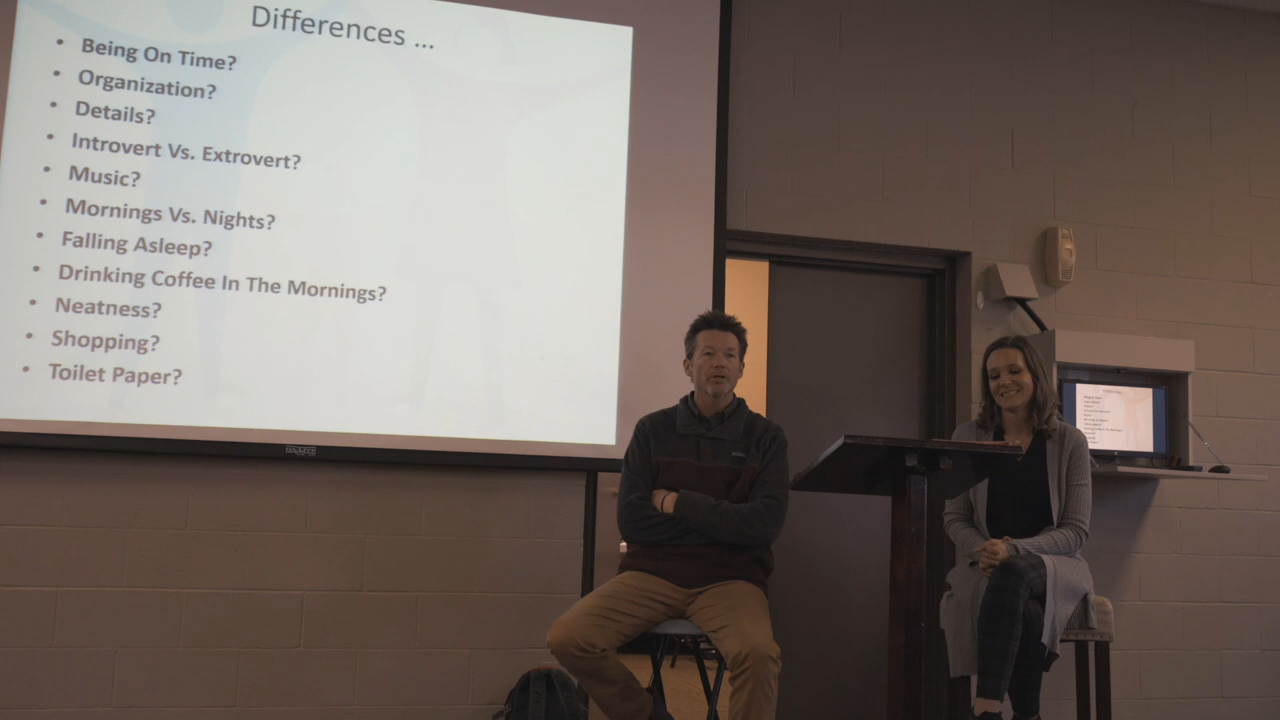 Differences ...
• Being On Time?
• Organization?
• Details?
• Introvert Vs. Extrovert?
• Music?
• Mornings Vs. Nights?
• Falling Asleep?
• Drinking Coffee In The Mornings?
• Neatness?
• Shopping?
• Toilet Paper?